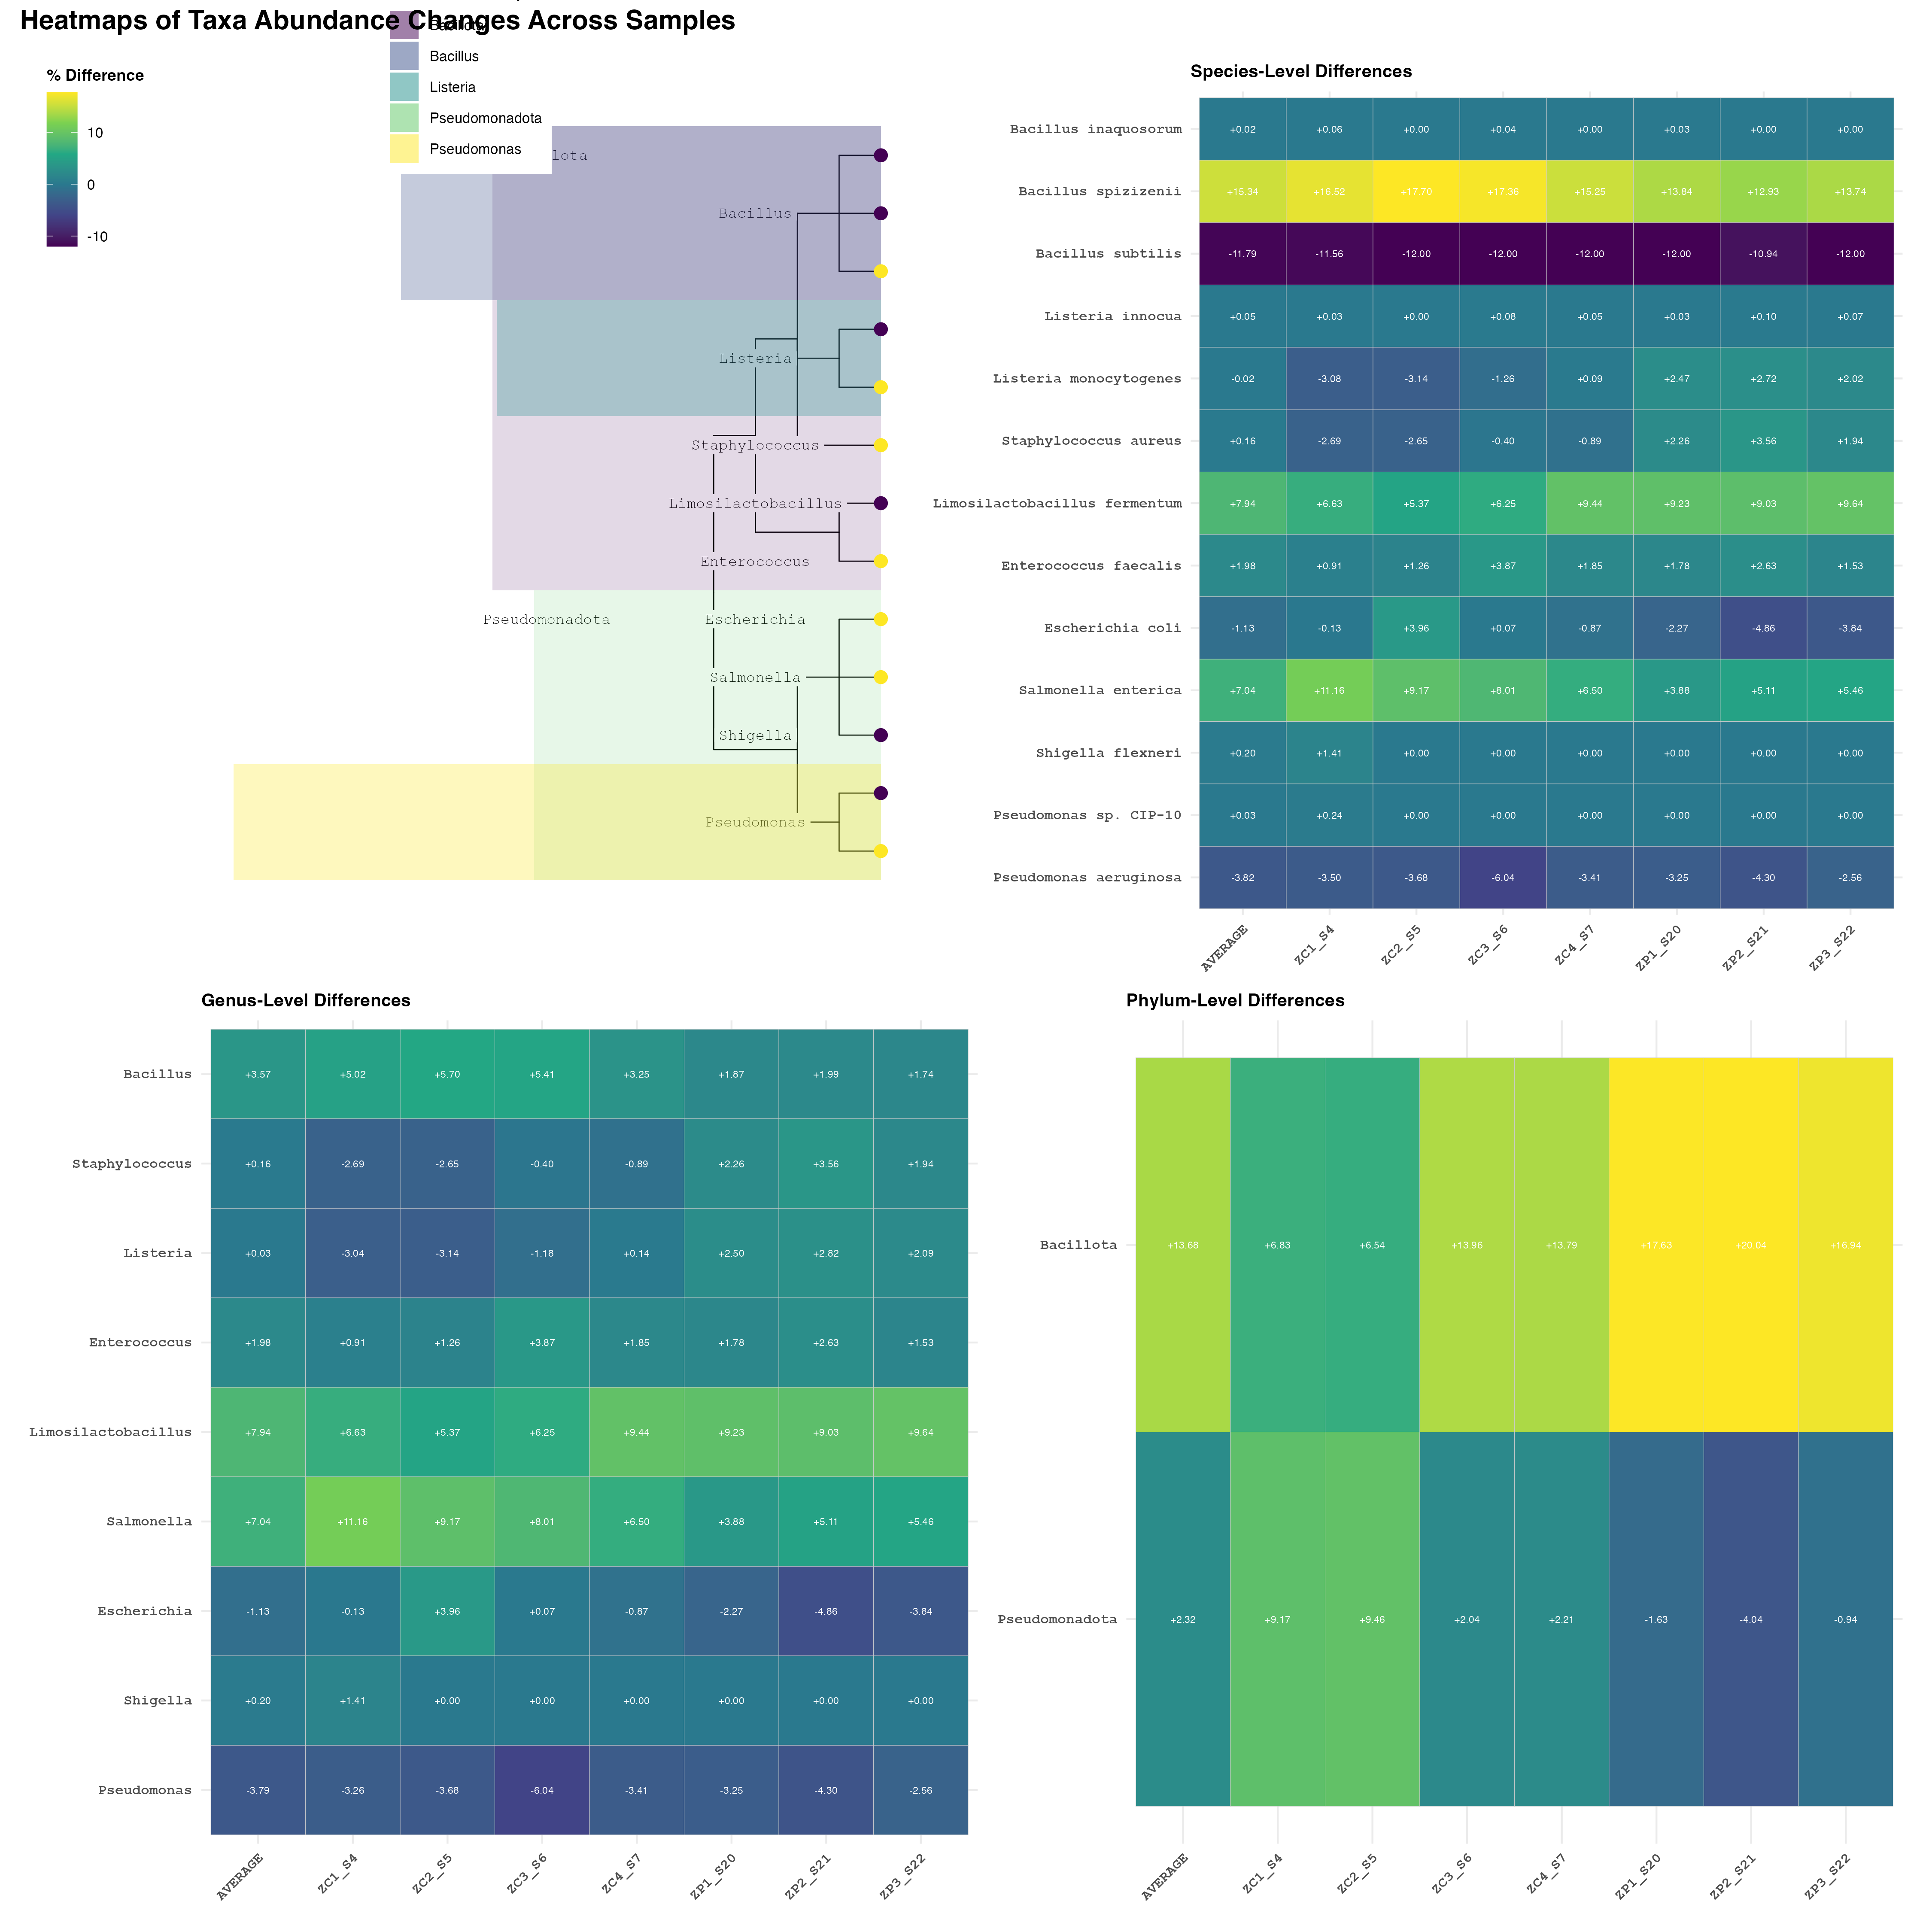 Heatmaps of Taxa Abundance Changes Across Samples
% Difference
10
0
-10
Bacillota
Bacillus
Listeria
Pseudomonadota
Pseudomonas
lota
Bacillus
Listeria
Staphylococcus
Limosilactobacillus
Enterococcus
Pseudomonadota Escherichia
Salmonella
Shigella
Pseudomonas
Species-Level Differences
Bacillus inaquosorum +0.02 +0.06 +0.00 +0.04 +0.00 +0.03 +0.00 +0.00
Bacillus spizizenii +15.34 +16.52 +17.70 +17.36 +15.25 +13.84 +12.93 +13.74
Bacillus subtilis -11.79 -11.56 -12.00 -12.00 -12.00 -12.00 -10.94 -12.00
Listeria innocua +0.05 +0.03 +0.00 +0.08 +0.05 +0.03 +0.10 +0.07
Listeria monocytogenes -0.02 -3.08 -3.14 -1.26 +0.09 +2.47 +2.72 +2.02
Staphylococcus aureus +0.16 -2.69 -2.65 -0.40 -0.89 +2.26 +3.56 +1.94
Limosilactobacillus fermentum +7.94 +6.63 +5.37 +6.25 +9.44 +9.23 +9.03 +9.64
Enterococcus faecalis +1.98 +0.91 +1.26 +3.87 +1.85 +1.78 +2.63 +1.53
Escherichia coli -1.13 -0.13 +3.96 +0.07 -0.87 -2.27 -4.86 -3.84
Salmonella enterica +7.04 +11.16 +9.17 +8.01 +6.50 +3.88 +5.11 +5.46
Shigella flexneri +0.20 +1.41 +0.00 +0.00 +0.00 +0.00 +0.00 +0.00
Pseudomonas sp. CIP-10 +0.03 +0.24 +0.00 +0.00 +0.00 +0.00 +0.00 +0.00
Pseudomonas aeruginosa -3.82 -3.50 -3.68 -6.04 -3.41 -3.25 -4.30 -2.56
AVERAGE ZC1_S4 ZC2_S5 ZC3_S6 ZC4_S7 ZP1_S20 ZP2_S21 ZP3_S22
Genus-Level Differences
Bacillus +3.57 +5.02 +5.70 +5.41 +3.25 +1.87 +1.99 +1.74
Staphylococcus +0.16 -2.69 -2.65 -0.40 -0.89 +2.26 +3.56 +1.94
Listeria +0.03 -3.04 -3.14 -1.18 +0.14 +2.50 +2.82 +2.09
Enterococcus +1.98 +0.91 +1.26 +3.87 +1.85 +1.78 +2.63 +1.53
Limosilactobacillus +7.94 +6.63 +5.37 +6.25 +9.44 +9.23 +9.03 +9.64
Salmonella +7.04 +11.16 +9.17 +8.01 +6.50 +3.88 +5.11 +5.46
Escherichia -1.13 -0.13 +3.96 +0.07 -0.87 -2.27 -4.86 -3.84
Shigella +0.20 +1.41 +0.00 +0.00 +0.00 +0.00 +0.00 +0.00
Pseudomonas -3.79 -3.26 -3.68 -6.04 -3.41 -3.25 -4.30 -2.56
AVERAGE ZC1_S4 ZC2_S5 ZC3_S6 ZC4_S7 ZP1_S20 ZP2_S21 ZP3_S22
Phylum-Level Differences
Bacillota +13.68 +6.83 +6.54 +13.96 +13.79 +17.63 +20.04 +16.94
Pseudomonadota +2.32 +9.17 +9.46 +2.04 +2.21 -1.63 -4.04 -0.94
AVERAGE ZC1_S4 ZC2_S5 ZC3_S6 ZC4_S7 ZP1_S20 ZP2_S21 ZP3_S22